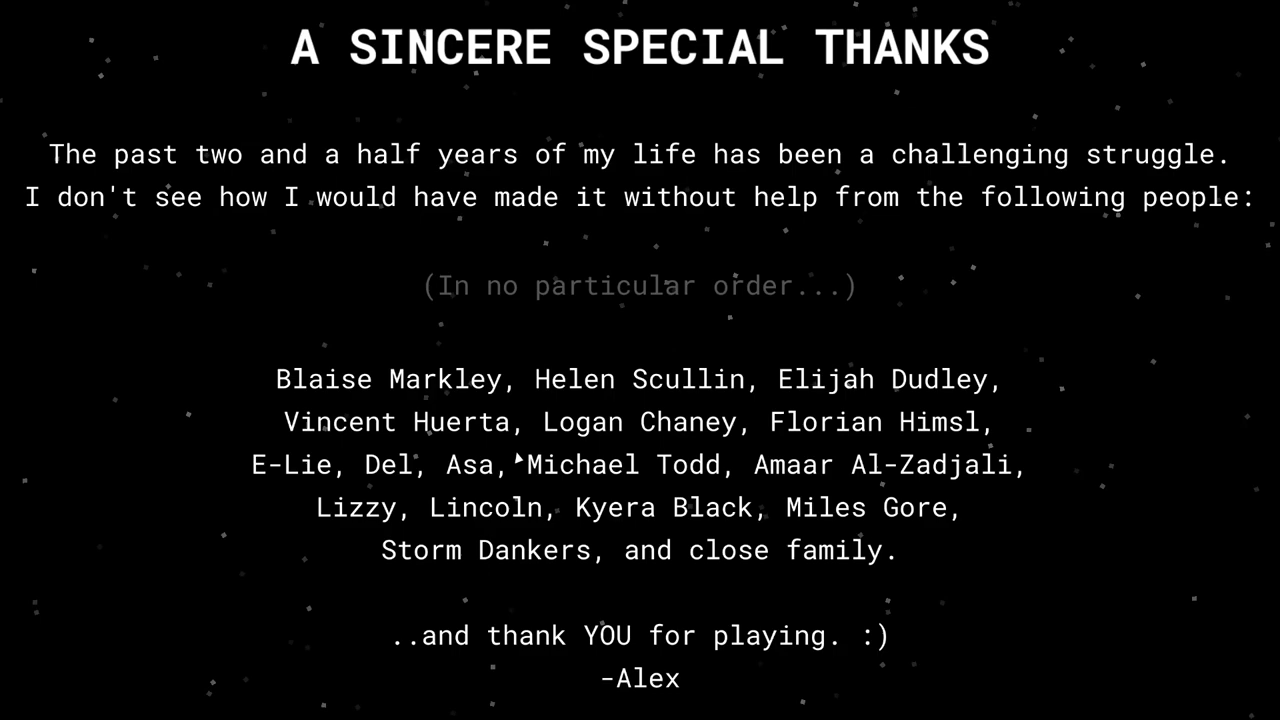 A SINCERE SPECIAL THANKS
The past two and a half years of my life has been a challenging struggle.
I don't see how I would have made it without help from the following people:
(In no particular order...)
Blaise Markley, Helen Scullin, Elijah Dudley,
Vincent Huerta, Logan Chaney, Florian Himsl,
E-Lie, Del, Asa, Michael Todd, Amaar Al-Zadjali,
Lizzy, Lincoln, Kyera Black, Miles Gore,
Storm Dankers, and close family.
..and thank YOU for playing. :)
-Alex